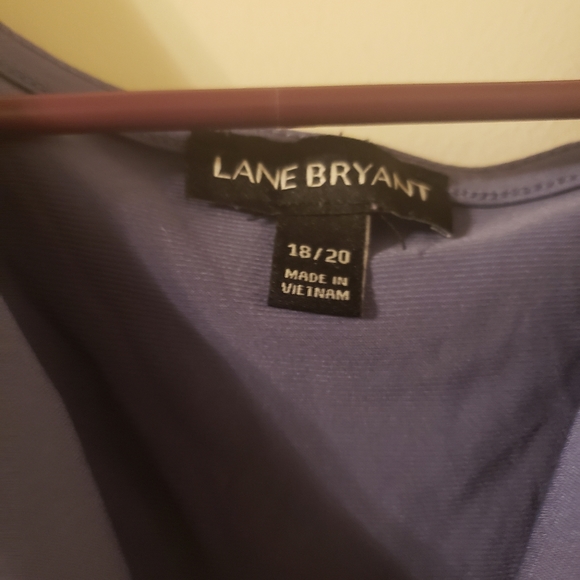 LANE BRYANT
18/20
MADE IN
VIETNAM